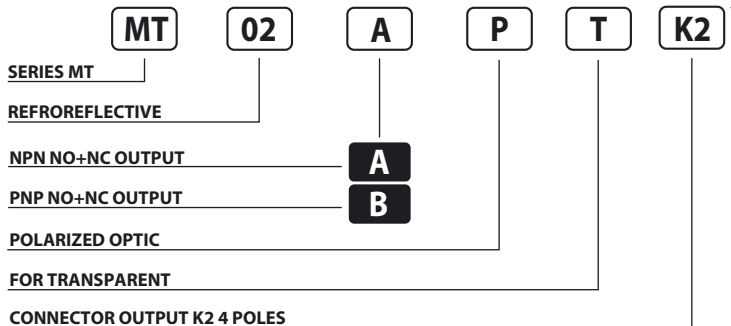 MT 02 A P T K2
SERIES MT
REFROREFLECTIVE
NPN NO+NC OUTPUT A
PNP NO+NC OUTPUT B
POLARIZED OPTIC
FOR TRANSPARENT
CONNECTOR OUTPUT K2 4 POLES